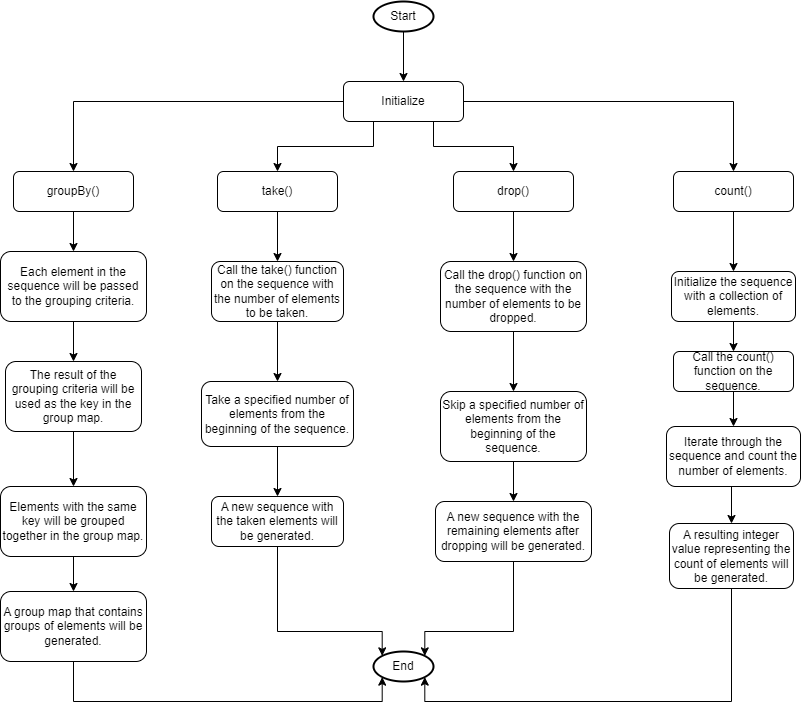 Start
Initialize
groupBy()
Each element in the
sequence will be passed
to the grouping criteria.
The result of the
grouping criteria will be
used as the key in the
group map.
Elements with the same
key will be grouped
together in the group map.
A group map that contains
groups of elements will be
generated.
take()
Call the take() function
on the sequence with
the number of elements
to be taken.
Take a specified number of
elements from the
beginning of the sequence.
A new sequence with
the taken elements will
be generated.
drop()
Call the drop() function on
the sequence with the
number of elements to be
dropped.
Skip a specified number of
elements from the
beginning of the
sequence.
A new sequence with the
remaining elements after
dropping will be generated.
count()
Initialize the sequence
with a collection of
elements.
Call the count()
function on the
sequence.
Iterate through the
sequence and count the
number of elements.
A resulting integer
value representing the
count of elements will
be generated.
End